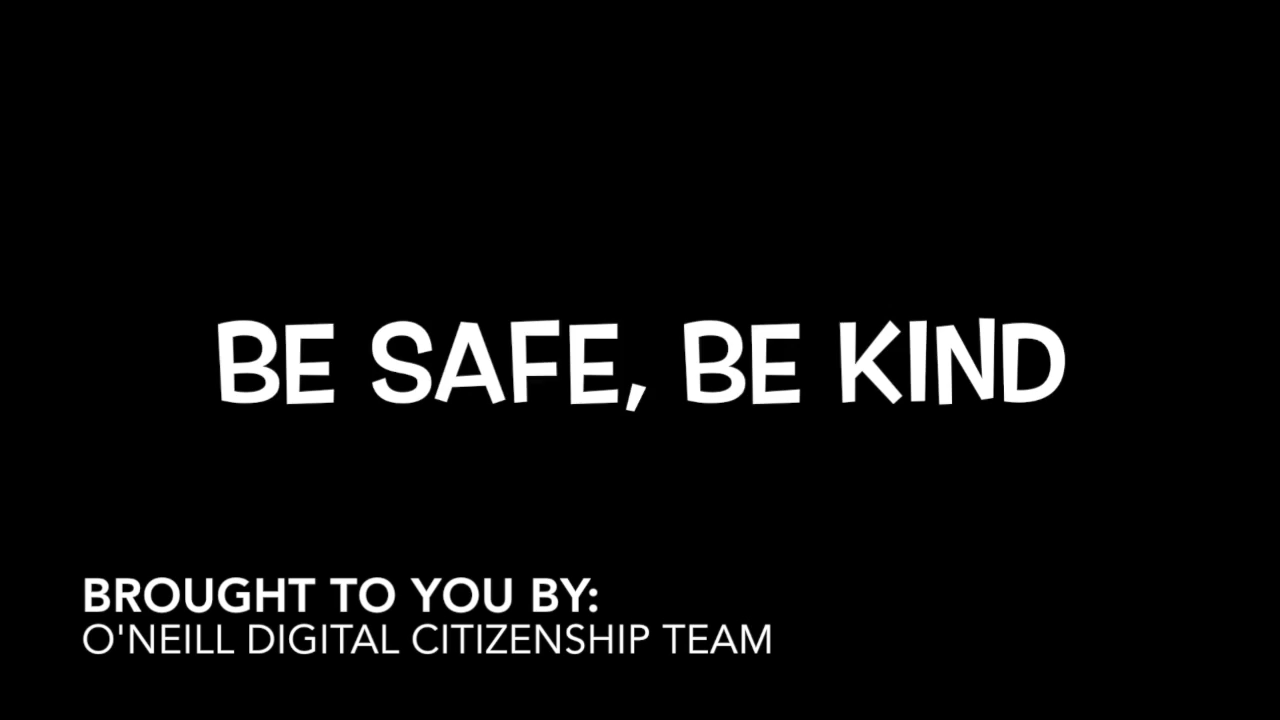 BE SAFE, BE KIND
BROUGHT TO YOU BY:
O'NEILL DIGITAL CITIZENSHIP TEAM